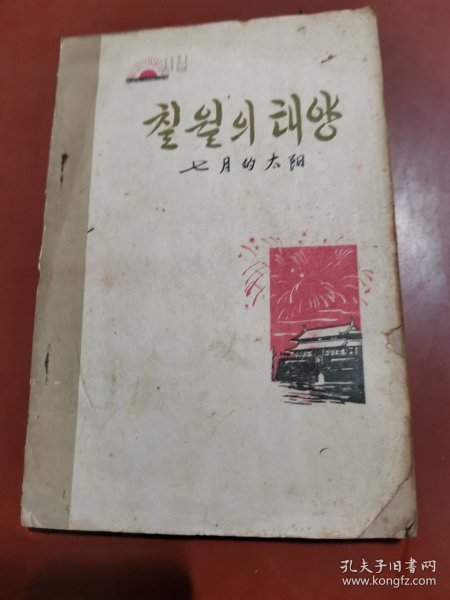 시집
칠월의 태양
七月的太阳
孔夫子旧书网
www.kongfz.com